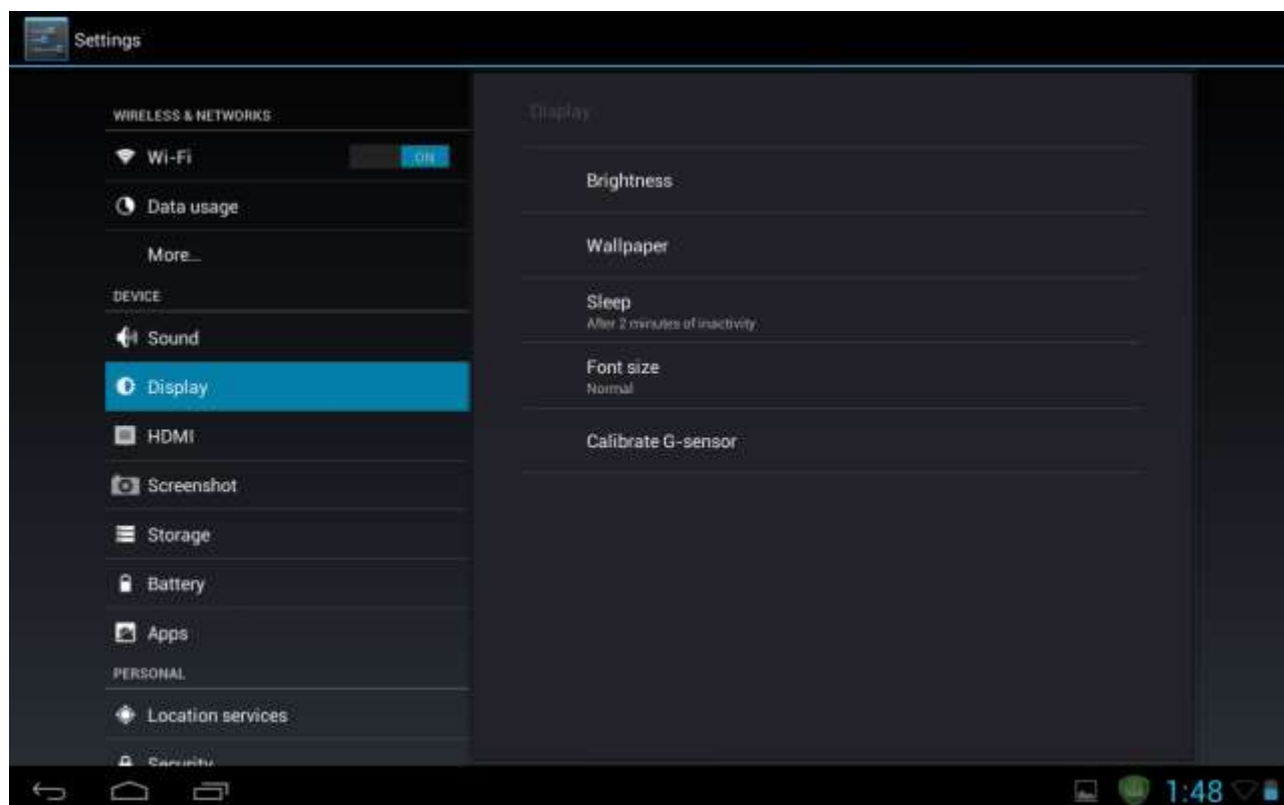 Settings
WIRELESS & NETWORKS
Wi-Fi ON
Data usage
More...
DEVICE
Sound
Display
HDMI
Screenshot
Storage
Battery
Apps
PERSONAL
Location services
Security
Display
Brightness
Wallpaper
Sleep
After 2 minutes of inactivity
Font size
Normal
Calibrate G-sensor
1:48